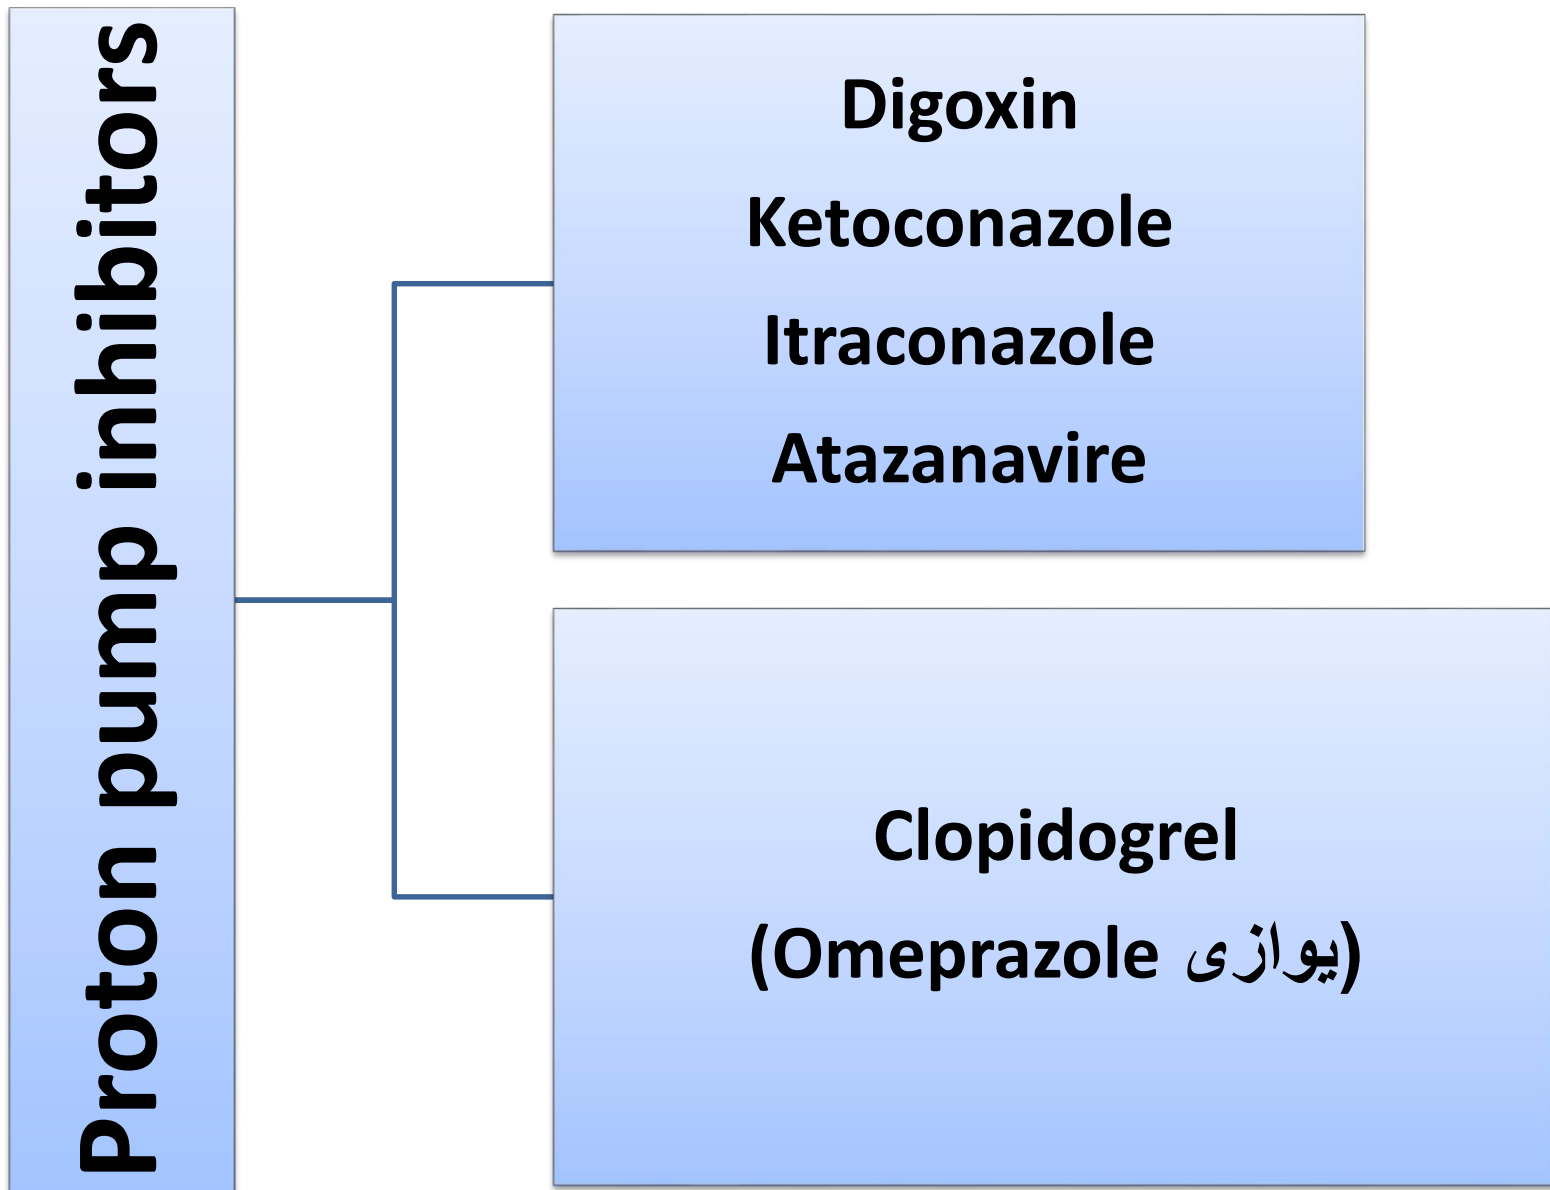 Proton pump inhibitors
Digoxin
Ketoconazole
Itraconazole
Atazanavire
Clopidogrel
(Omeprazole یوازی)